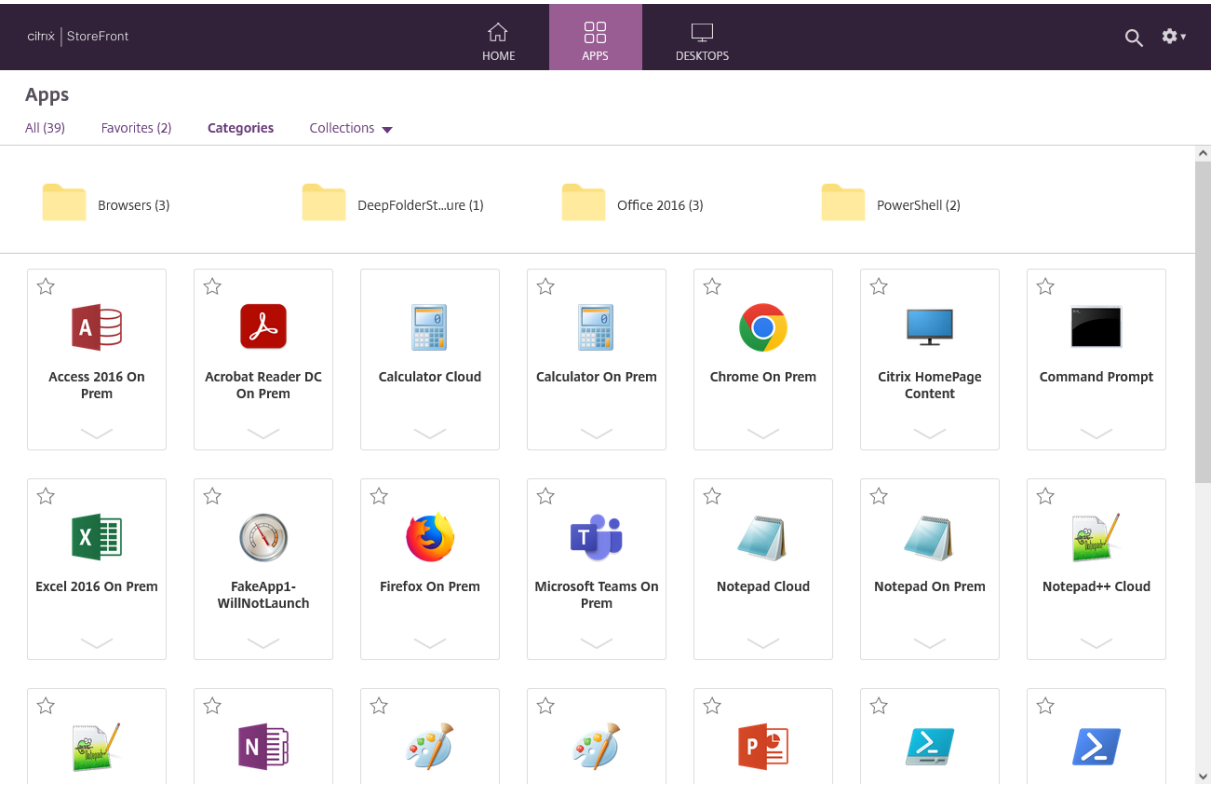 citrix | StoreFront
HOME
APPS
DESKTOPS
Apps
All (39)
Favorites (2)
Categories
Collections
Browsers (3)
DeepFolderSt...ure (1)
Office 2016 (3)
PowerShell (2)
Access 2016 On
Prem
Acrobat Reader DC
On Prem
Calculator Cloud
Calculator On Prem
Chrome On Prem
Citrix HomePage
Content
Command Prompt
Excel 2016 On Prem
FakeApp1-
WillNotLaunch
Firefox On Prem
Microsoft Teams On
Prem
Notepad Cloud
Notepad On Prem
Notepad++ Cloud